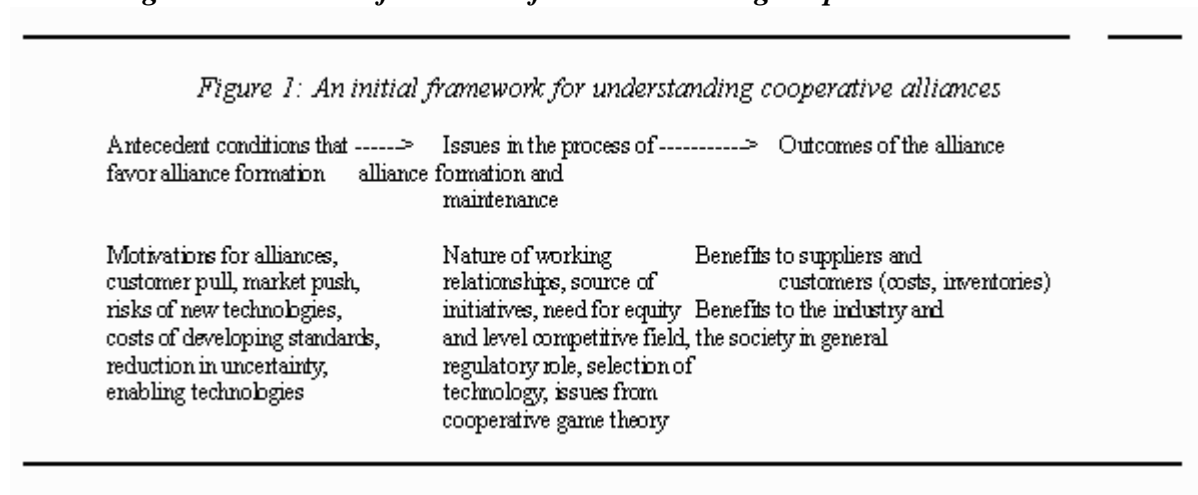 Figure 1: An initial framework for understanding cooperative alliances
Antecedent conditions that ------> Issues in the process of -----------> Outcomes of the alliance
favor alliance formation alliance formation and
maintenance
Motivations for alliances,
customer pull, market push,
risks of new technologies,
costs of developing standards,
reduction in uncertainty,
enabling technologies
Nature of working
relationships, source of
initiatives, need for equity
and level competitive field,
regulatory role, selection of
technology, issues from
cooperative game theory
Benefits to suppliers and
customers (costs, inventories)
Benefits to the industry and
the society in general